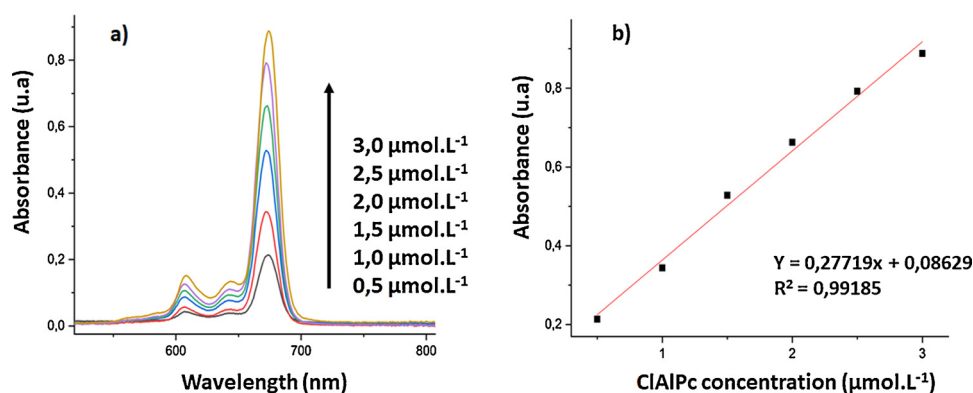 a)
Absorbance (u.a)
0,8
0,6
0,4
0,2
0,0
3,0 µmol.L⁻¹
2,5 µmol.L⁻¹
2,0 µmol.L⁻¹
1,5 µmol.L⁻¹
1,0 µmol.L⁻¹
0,5 µmol.L⁻¹
600
700
800
Wavelength (nm)
b)
Absorbance (u.a)
0,8
0,6
0,4
0,2
Y = 0,27719x + 0,08629
R² = 0,99185
1
2
3
ClAlPc concentration (µmol.L⁻¹)